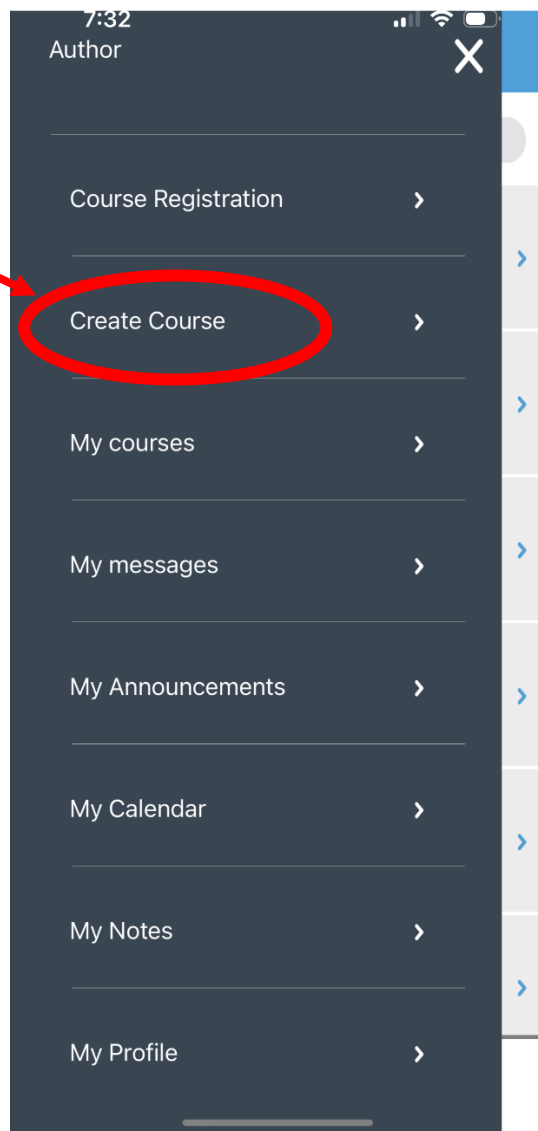 7:32
Author
Course Registration
Create Course
My courses
My messages
My Announcements
My Calendar
My Notes
My Profile